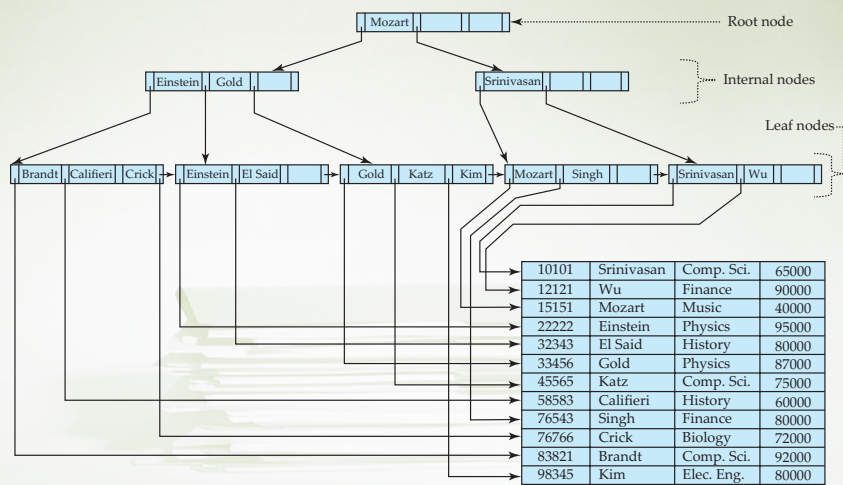 Mozart
Root node
Einstein Gold
Srinivasan
Internal nodes
Leaf nodes
Brandt Califieri Crick Einstein El Said Gold Katz Kim Mozart Singh Srinivasan Wu
10101 Srinivasan Comp. Sci. 65000
12121 Wu Finance 90000
15151 Mozart Music 40000
22222 Einstein Physics 95000
32343 El Said History 80000
33456 Gold Physics 87000
45565 Katz Comp. Sci. 75000
58583 Califieri History 60000
76543 Singh Finance 80000
76766 Crick Biology 72000
83821 Brandt Comp. Sci. 92000
98345 Kim Elec. Eng. 80000